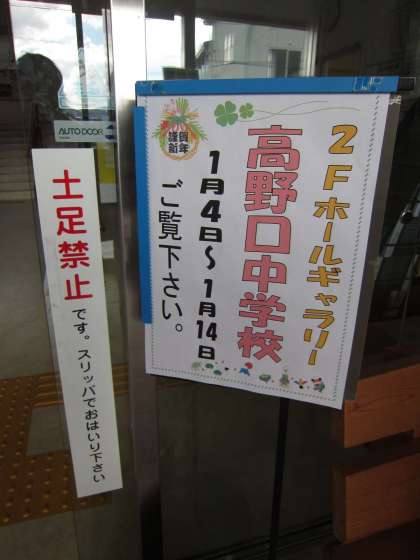 AUTO DOOR
土足禁止です。スリッパでおはいり下さい
2Fホールギャラリー
高野口中学校
謹賀
新年
1月4日～1月14日
ご覧下さい。